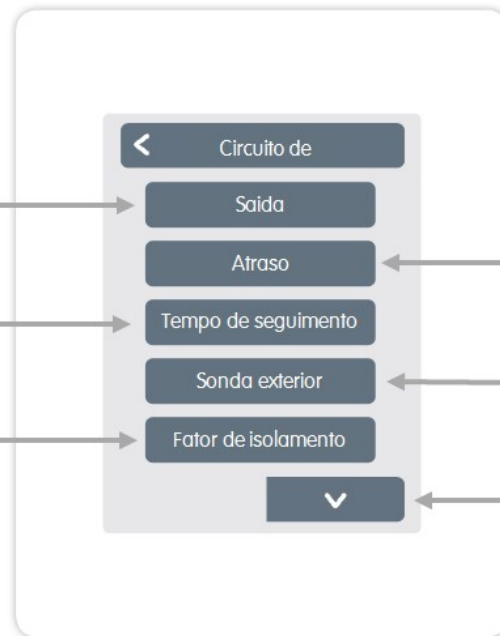 Circuito de
Saida
Atraso
Tempo de seguimento
Sonda exterior
Fator de isolamento